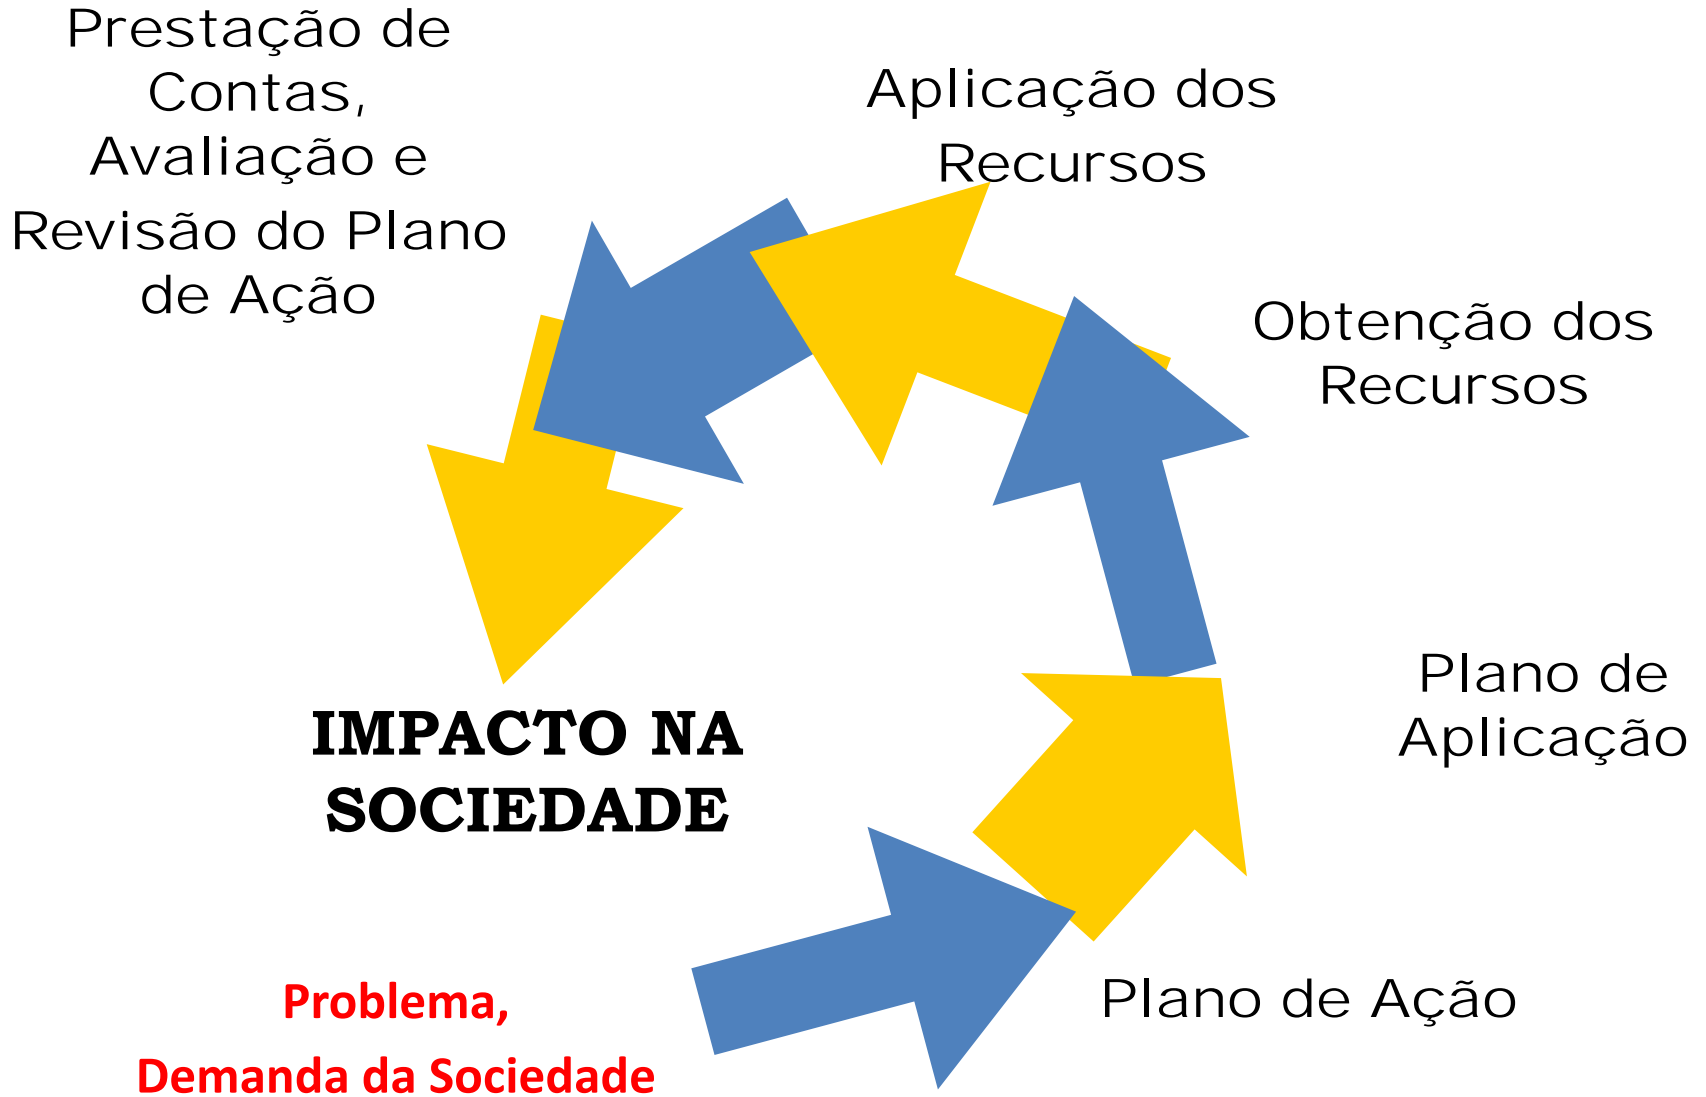 Prestação de
Contas,
Avaliação e
Revisão do Plano
de Ação
Aplicação dos
Recursos
Obtenção dos
Recursos
Plano de
Aplicação
IMPACTO NA
SOCIEDADE
Plano de Ação
Problema,
Demanda da Sociedade